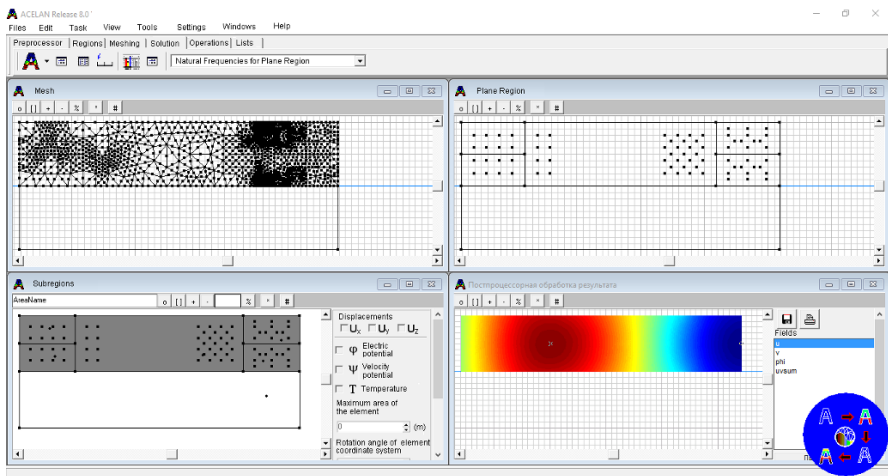 ACELAN Release 8.0 '
Files Edit Task View Tools Settings Windows Help
Preprocessor Regions Meshing Solution Operations Lists
A Natural Frequencies for Plane Region
Mesh
o [] + - % * #
Plane Region
o [] + - % * #
Subregions
AreaName o [] + - % * #
Displacements
Ux Uy Uz
φ Electric
potential
Ψ Velocity
potential
T Temperature
Maximum area of
the element
0 (m)
Rotation angle of element
coordinate system
Постпроцессорная обработка результата
o [] + - % * #
Fields
u
v
phi
uvsum
A A
A A